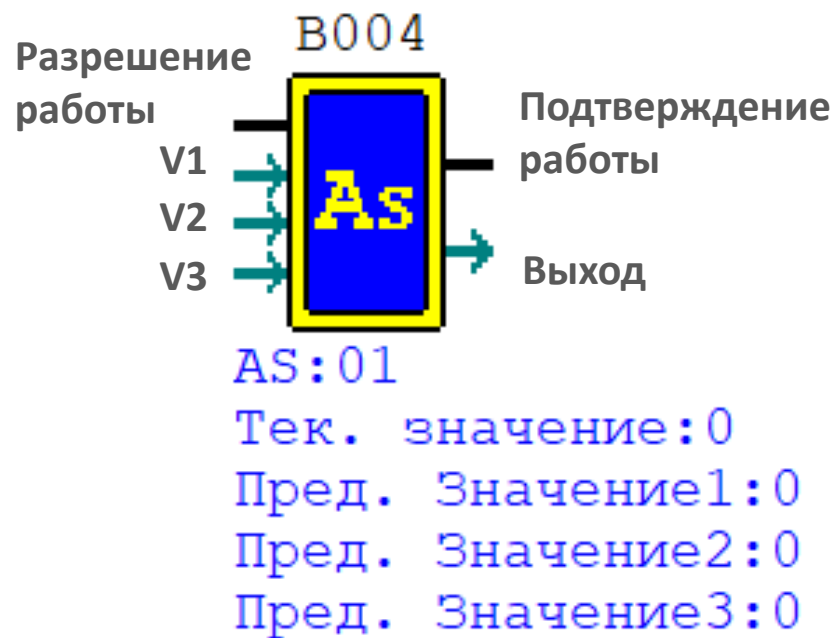 B004
Разрешение
работы
V1
V2
V3
As
Подтверждение
работы
Выход
AS:01
Тек. значение:0
Пред. Значение1:0
Пред. Значение2:0
Пред. Значение3:0